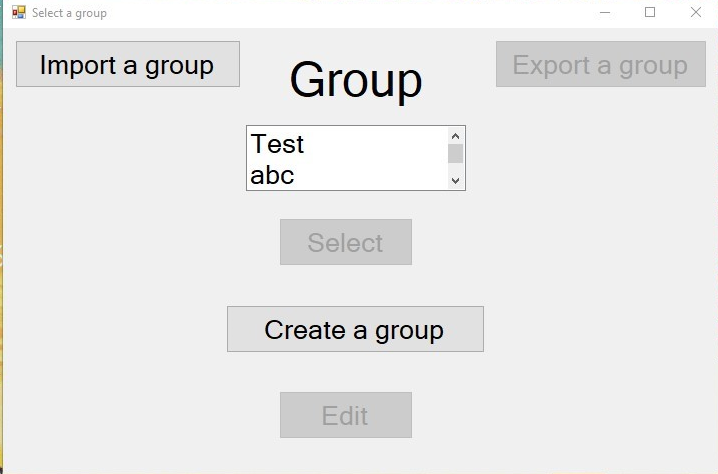 Select a group
Import a group
Group
Export a group
Test
abc
Select
Create a group
Edit